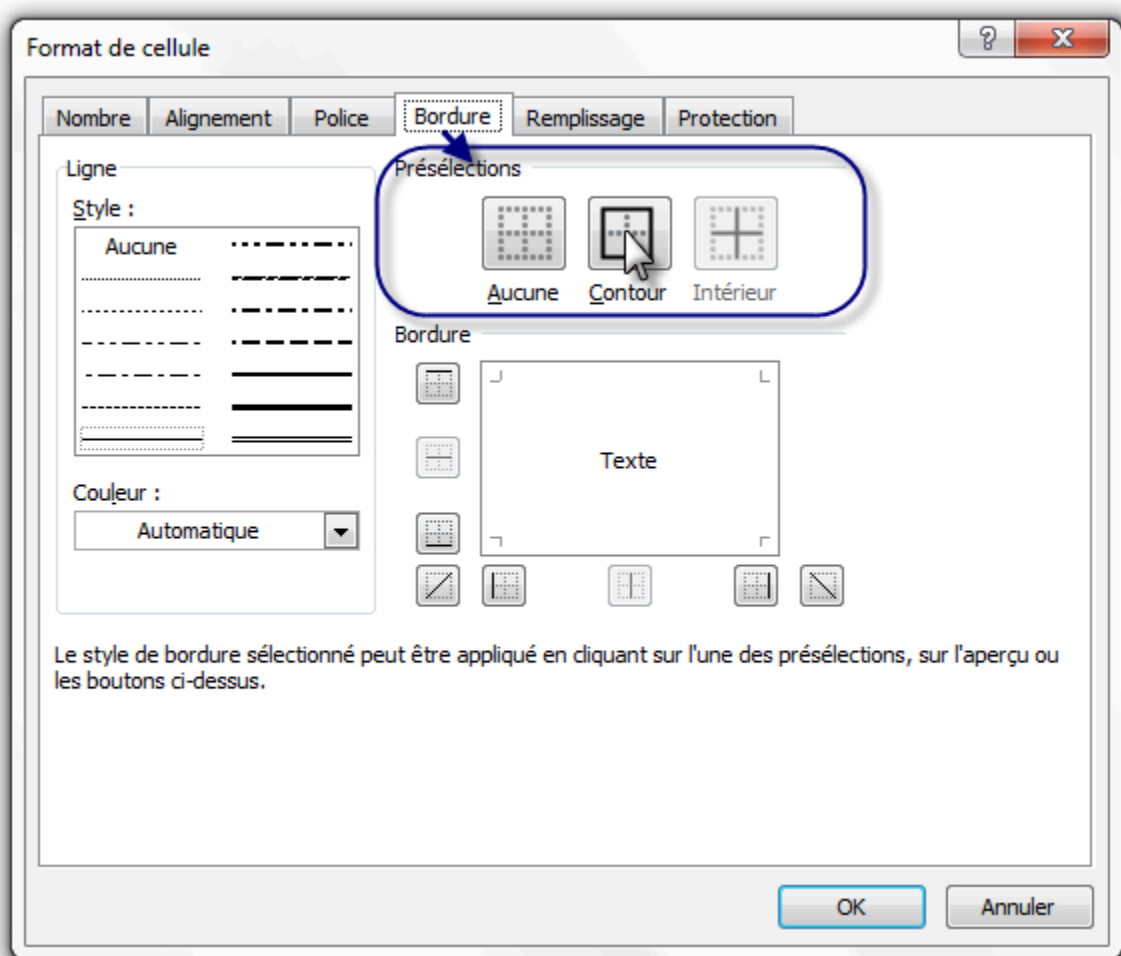 Format de cellule
Nombre Alignement Police Bordure Remplissage Protection
Ligne
Style :
Aucune
Couleur :
Automatique
Présélections
Aucune Contour Intérieur
Bordure
Texte
Le style de bordure sélectionné peut être appliqué en cliquant sur l'une des présélections, sur l'aperçu ou
les boutons ci-dessus.
OK Annuler